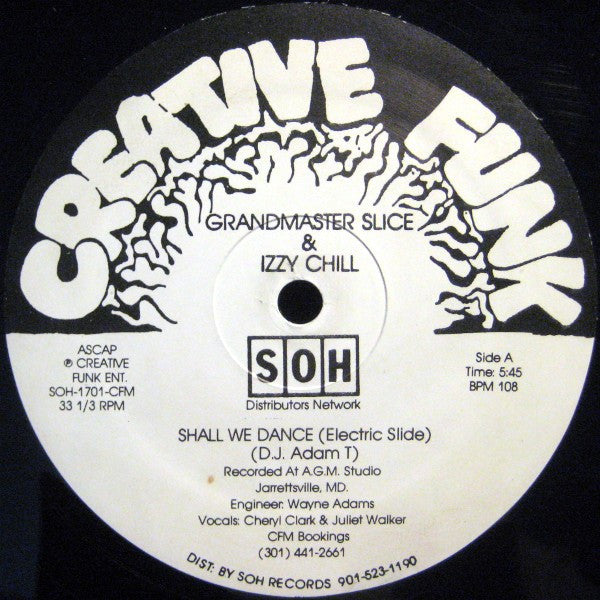 CREATIVE FUNK
GRANDMASTER SLICE
&
IZZY CHILL
SOH
Distributors Network
ASCAP
℗ CREATIVE
FUNK ENT.
SOH-1701-CFM
33 1/3 RPM
Side A
Time: 5:45
BPM 108
SHALL WE DANCE (Electric Slide)
(D.J. Adam T)
Recorded At A.G.M. Studio
Jarrettsville, MD.
Engineer: Wayne Adams
Vocals: Cheryl Clark & Juliet Walker
CFM Bookings
(301) 441-2661
DIST: BY SOH RECORDS 901-523-1190